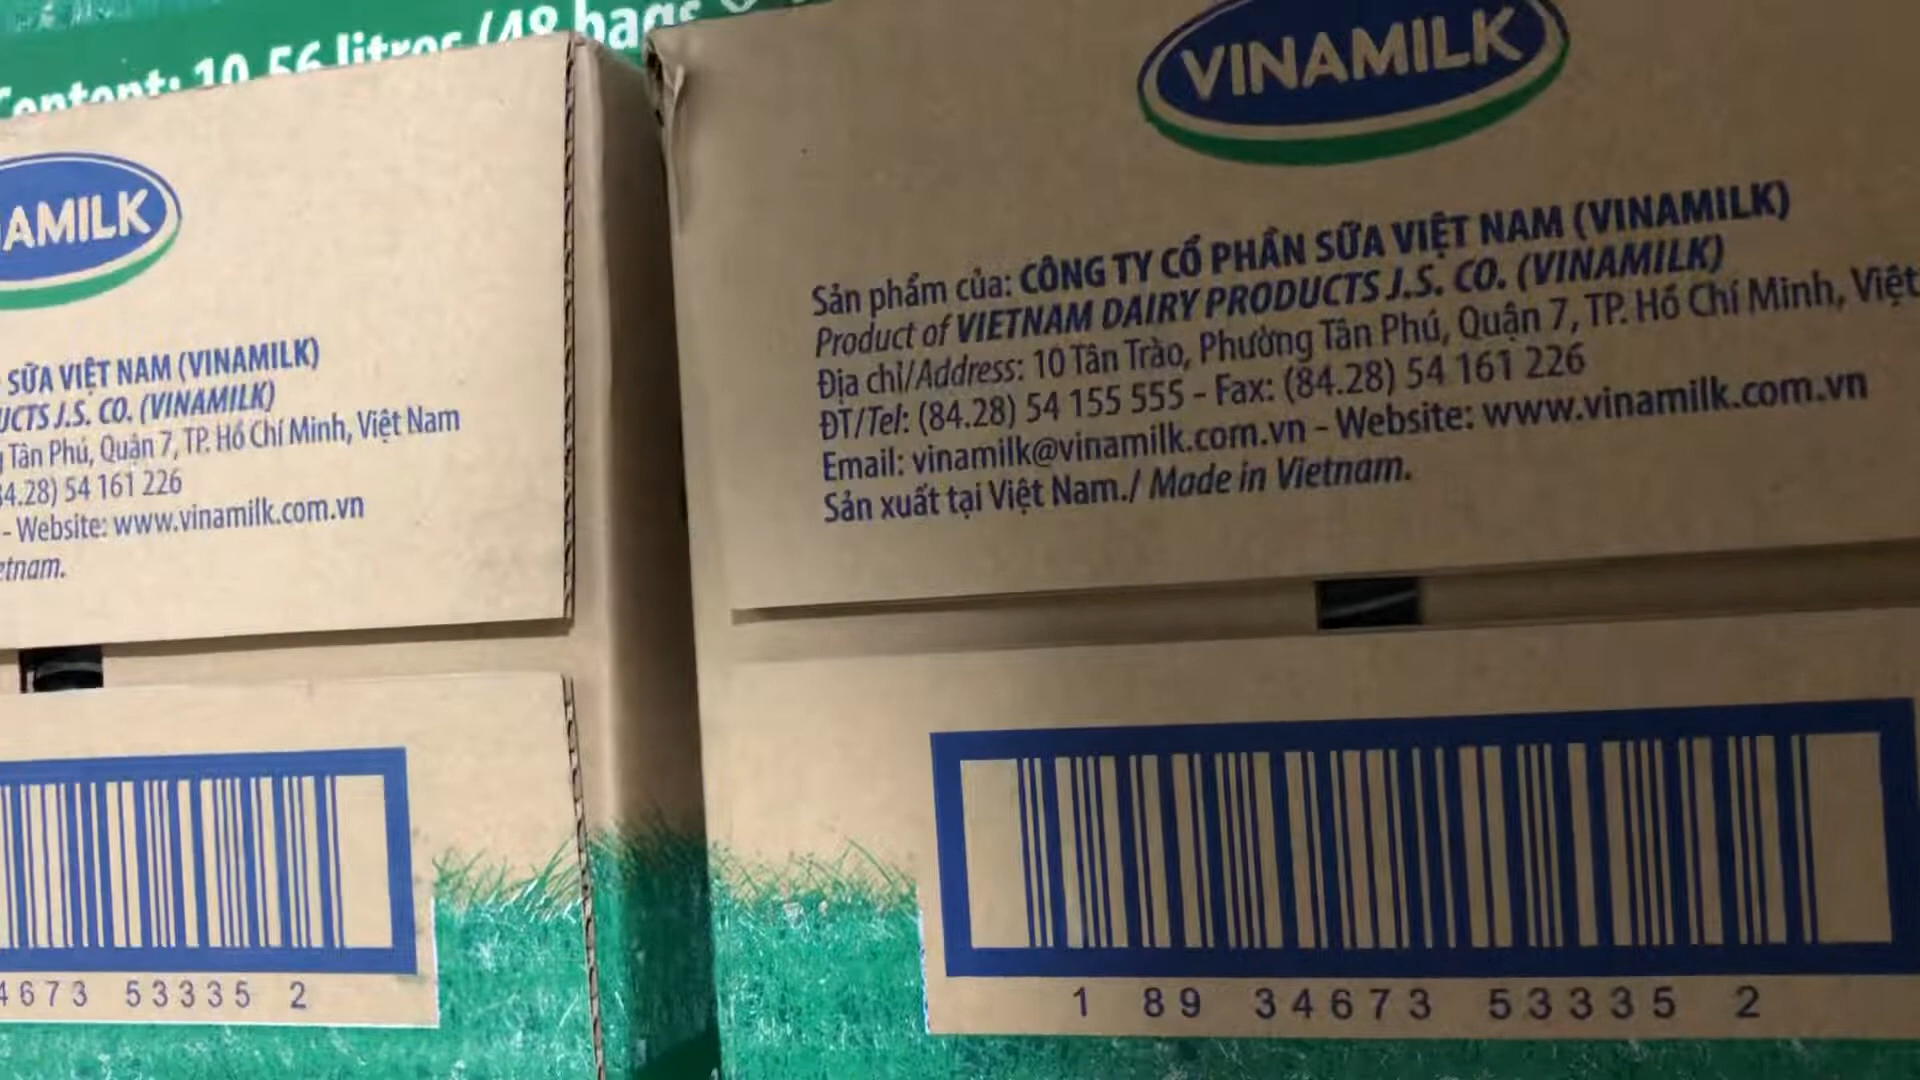 Content: 10.56 litres (48 bags
AMILK
SỮA VIỆT NAM (VINAMILK)
UCTS J.S. CO. (VINAMILK)
Tân Phú, Quận 7, TP. Hồ Chí Minh, Việt Nam
84.28) 54 161 226
- Website: www.vinamilk.com.vn
etnam.
4673 53335 2
VINAMILK
Sản phẩm của: CÔNG TY CỔ PHẦN SỮA VIỆT NAM (VINAMILK)
Product of VIETNAM DAIRY PRODUCTS J.S. CO. (VINAMILK)
Địa chỉ/Address: 10 Tân Trào, Phường Tân Phú, Quận 7, TP. Hồ Chí Minh, Việt
ĐT/Tel: (84.28) 54 155 555 - Fax: (84.28) 54 161 226
Email: vinamilk@vinamilk.com.vn - Website: www.vinamilk.com.vn
Sản xuất tại Việt Nam./ Made in Vietnam.
1 89 34673 53335 2